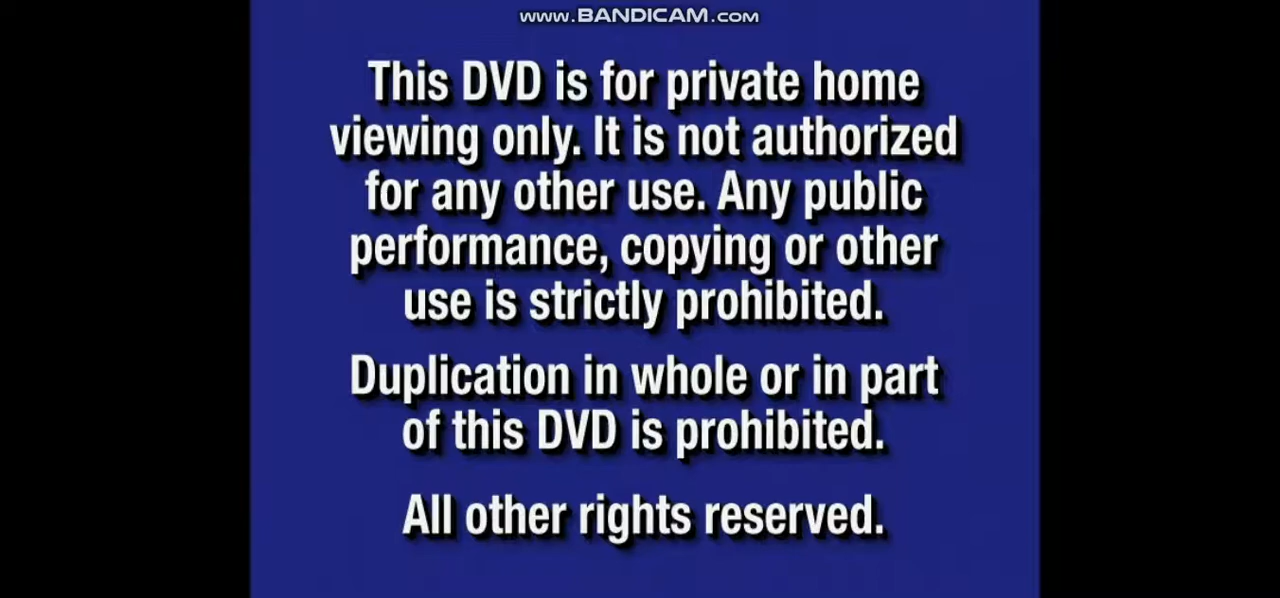 www.BANDICAM.com
This DVD is for private home
viewing only. It is not authorized
for any other use. Any public
performance, copying or other
use is strictly prohibited.
Duplication in whole or in part
of this DVD is prohibited.
All other rights reserved.